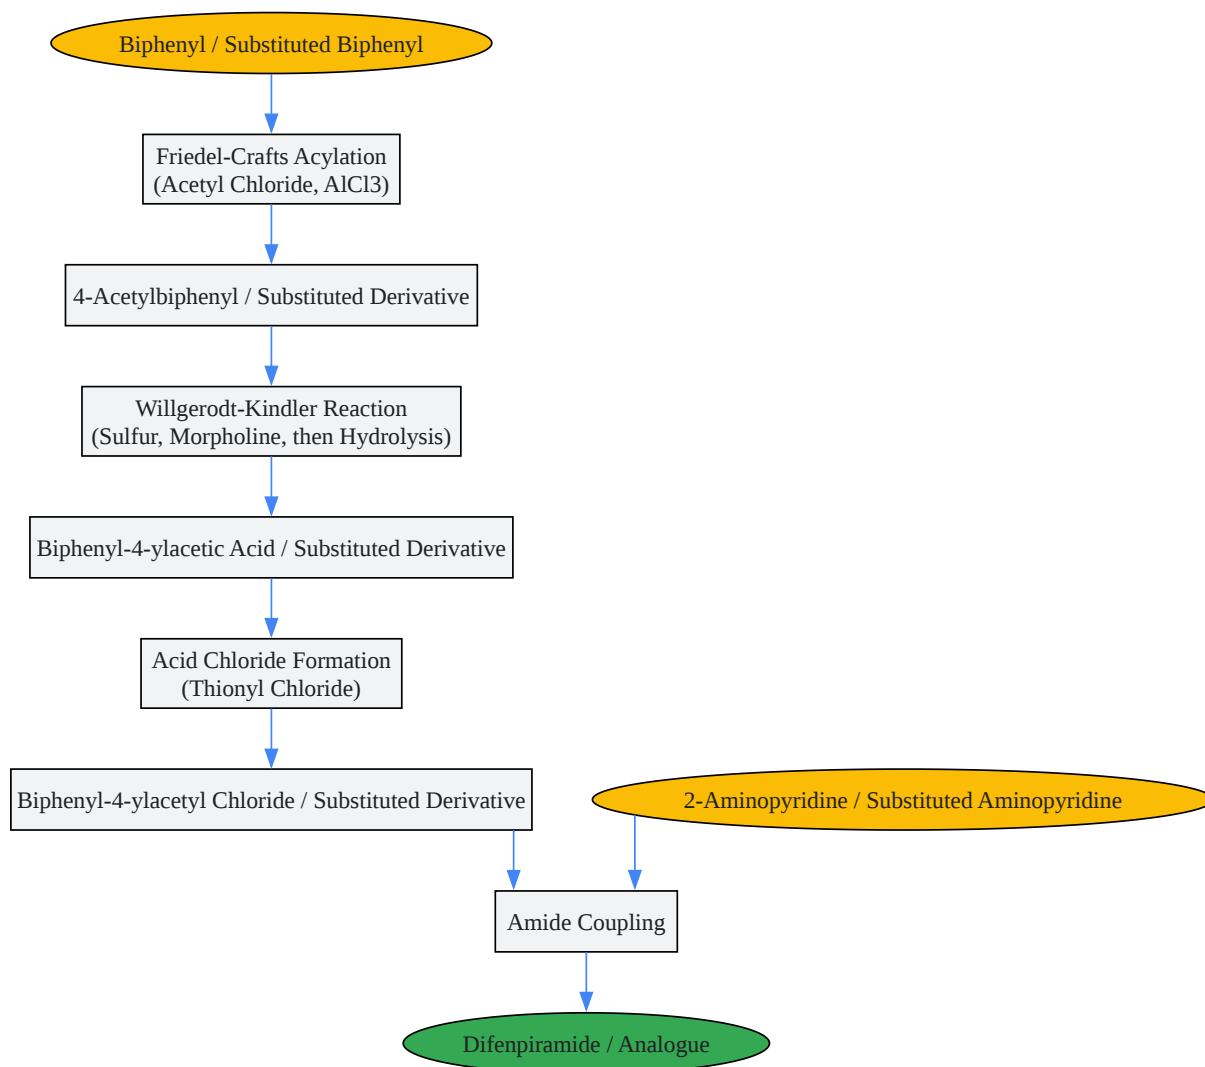 Biphenyl / Substituted Biphenyl
Friedel-Crafts Acylation
(Acetyl Chloride, AlCl3)
4-Acetylbiphenyl / Substituted Derivative
Willgerodt-Kindler Reaction
(Sulfur, Morpholine, then Hydrolysis)
Biphenyl-4-ylacetic Acid / Substituted Derivative
Acid Chloride Formation
(Thionyl Chloride)
Biphenyl-4-ylacetyl Chloride / Substituted Derivative
2-Aminopyridine / Substituted Aminopyridine
Amide Coupling
Difenpiramide / Analogue